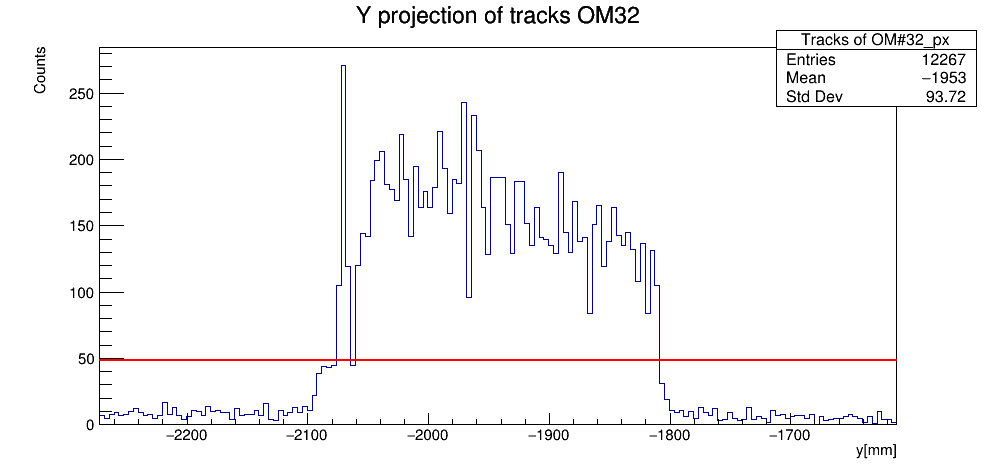 Y projection of tracks OM32
Tracks of OM#32_px
Entries 12267
Mean −1953
Std Dev 93.72
Counts
250
200
150
100
50
0
−2200 −2100 −2000 −1900 −1800 −1700
y[mm]